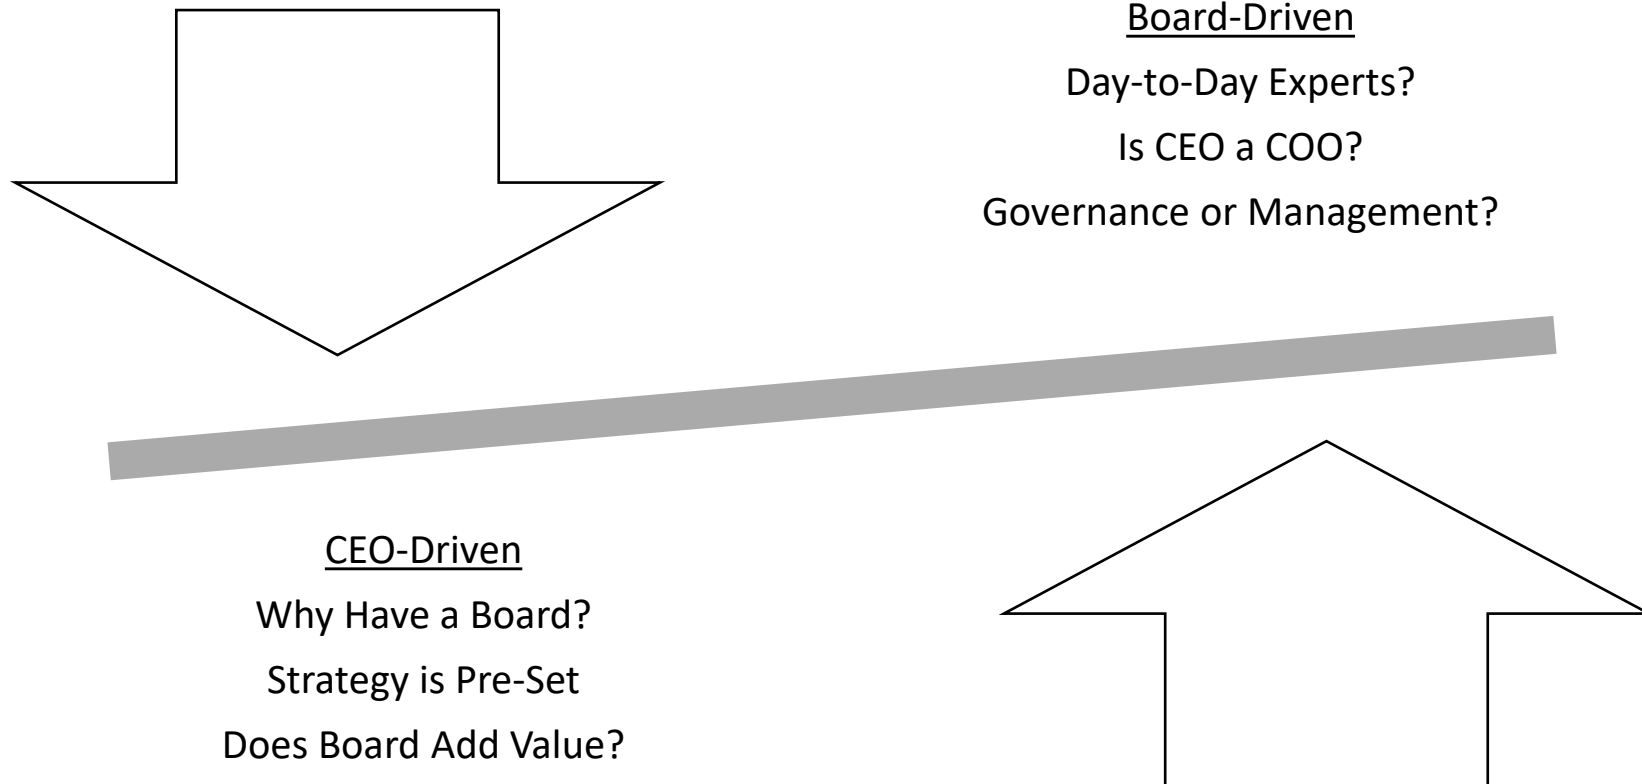 Board-Driven
Day-to-Day Experts?
Is CEO a COO?
Governance or Management?
CEO-Driven
Why Have a Board?
Strategy is Pre-Set
Does Board Add Value?